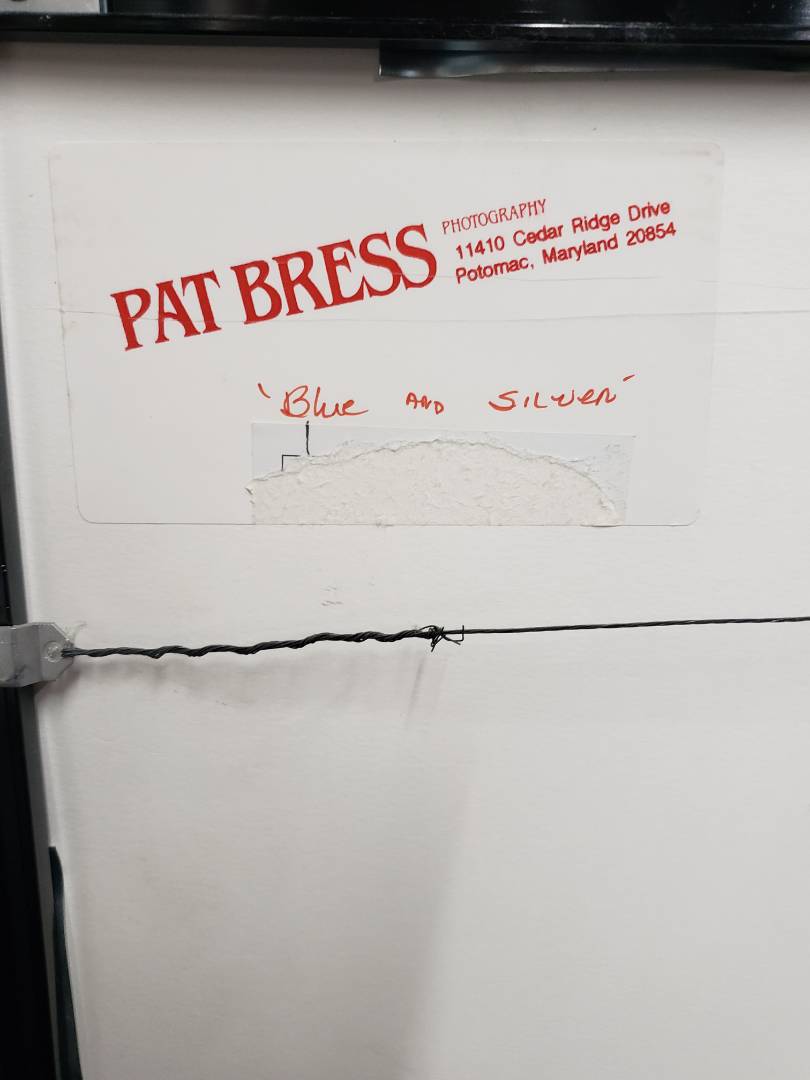 PAT BRESS
PHOTOGRAPHY
11410 Cedar Ridge Drive
Potomac, Maryland 20854
"Blue AND SILVER"